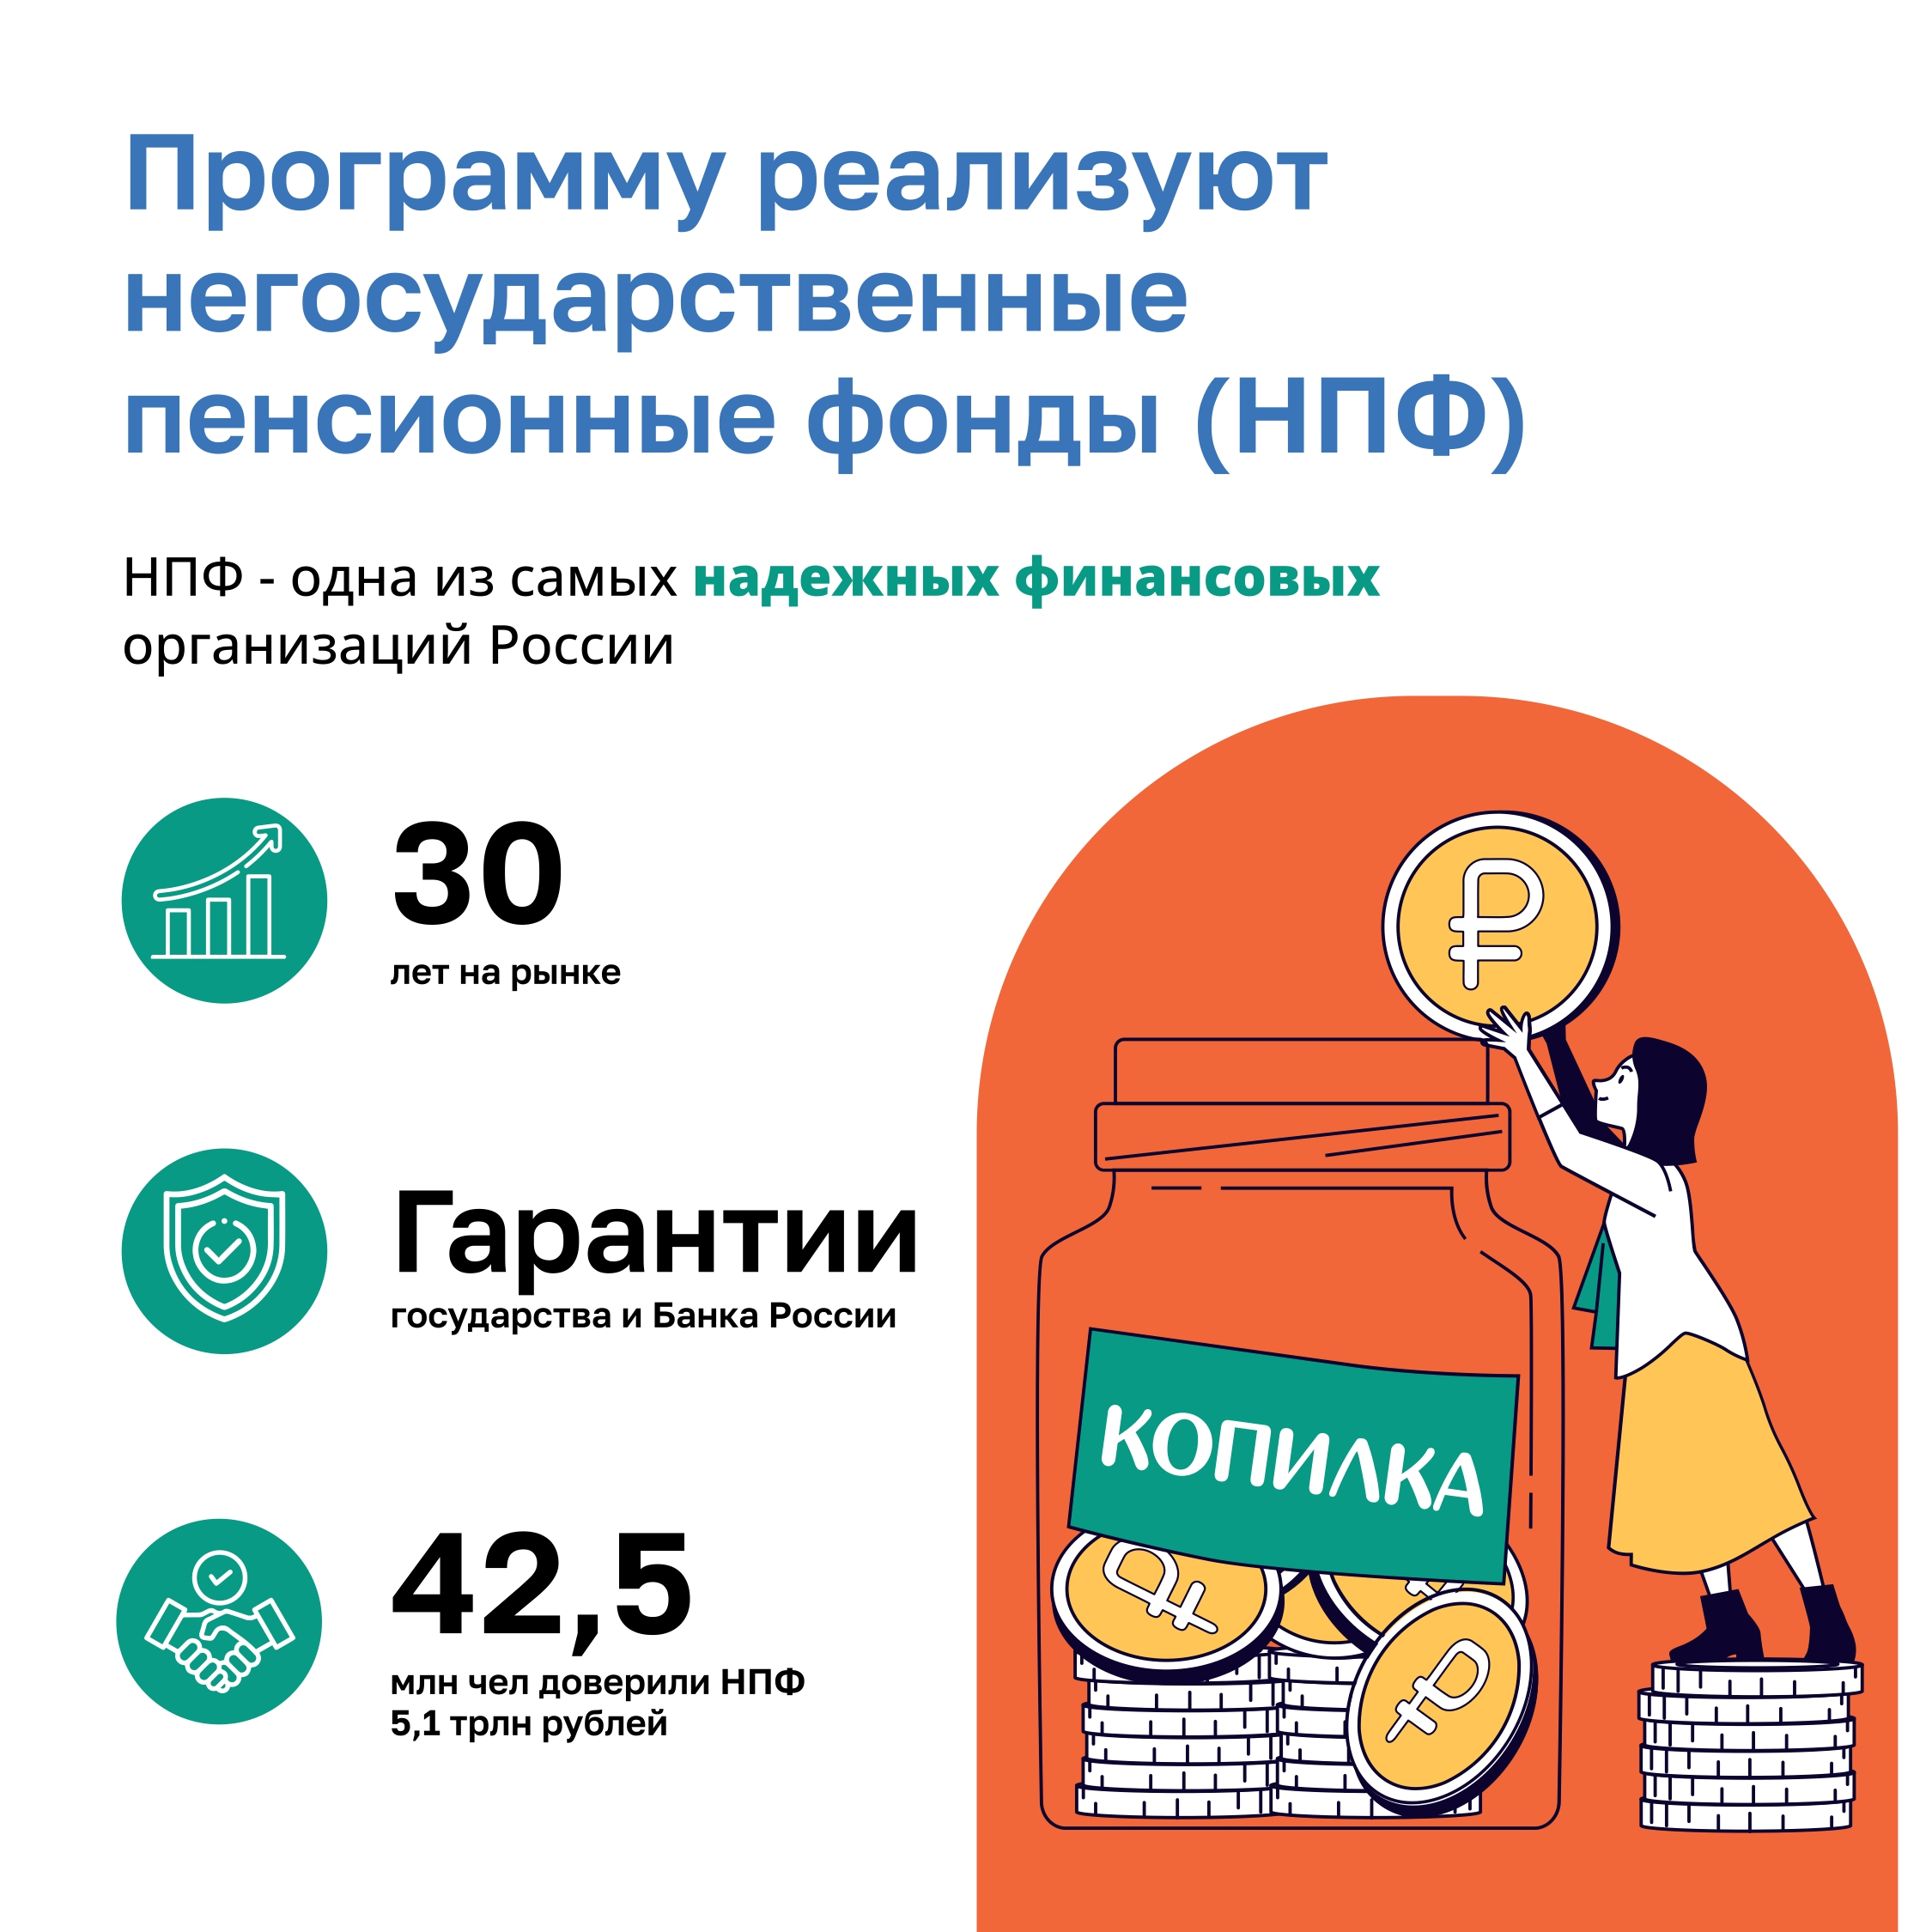 Программу реализуют
негосударственные
пенсионные фонды (НПФ)
НПФ - одна из самых надежных финансовых
организаций России
30
лет на рынке
Гарантии
государства и Банка России
42,5
млн чел доверили НПФ
5,1 трлн рублей
КОПИЛКА